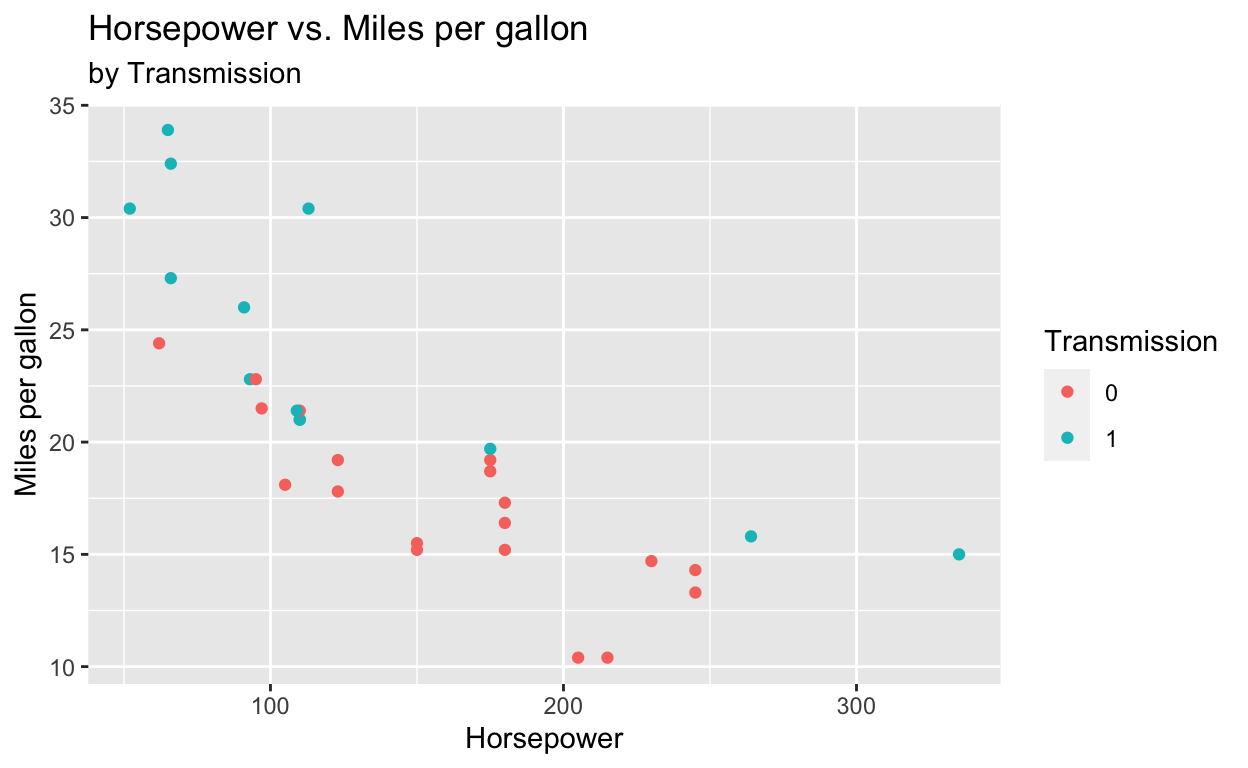 Horsepower vs. Miles per gallon
by Transmission
Miles per gallon
35
30
25
20
15
10
100 200 300
Horsepower
Transmission
0
1